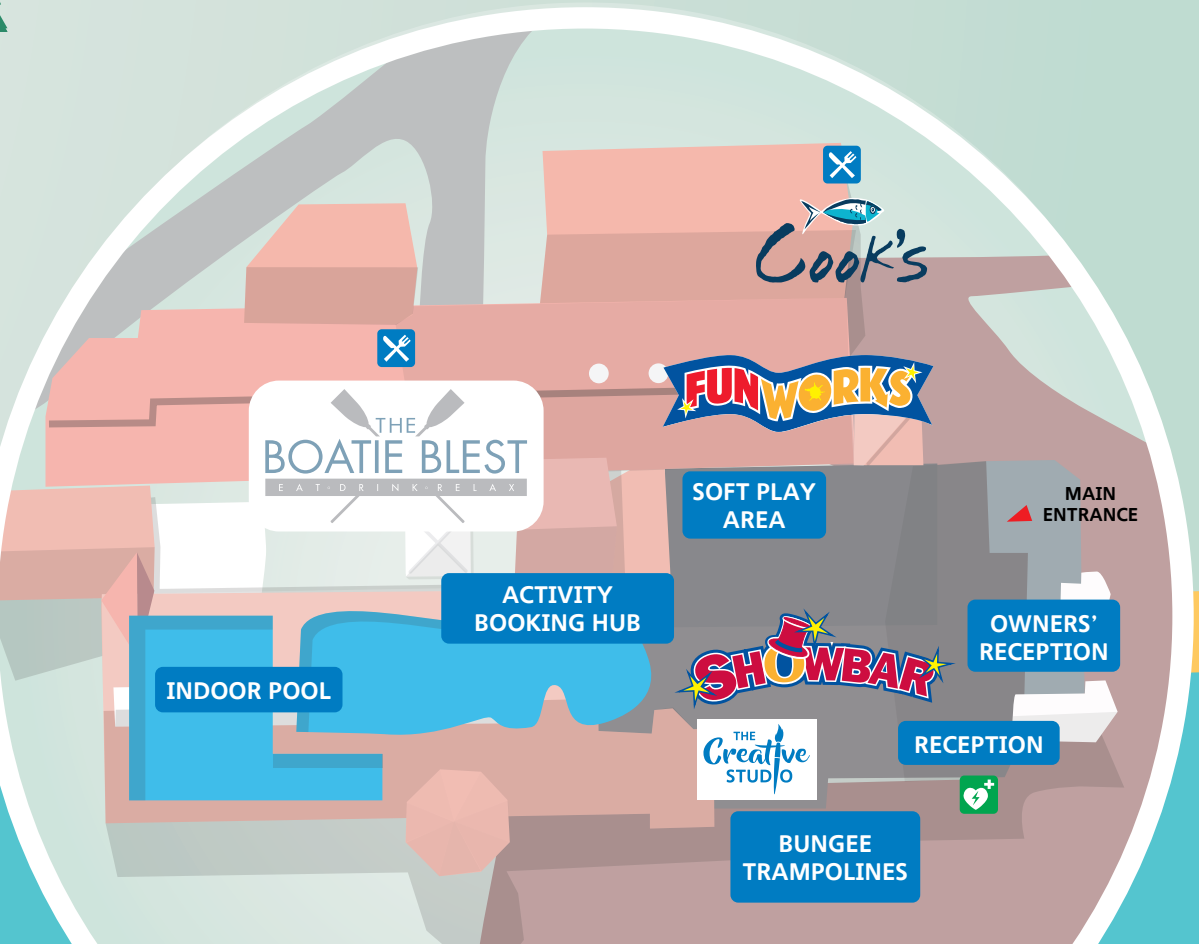 Cook's
FUNWORKS
THE
BOATIE BLEST
EAT·DRINK·RELAX
SOFT PLAY
AREA
MAIN
ENTRANCE
ACTIVITY
BOOKING HUB
OWNERS'
RECEPTION
INDOOR POOL
SHOWBAR
THE
Creative
STUDIO
RECEPTION
BUNGEE
TRAMPOLINES